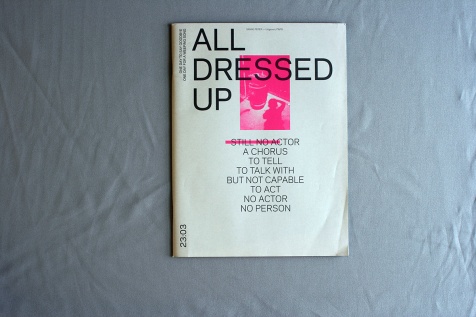 ALL
DRESSED
UP
STILL NO ACTOR
A CHORUS
TO TELL
TO TALK WITH
BUT NOT CAPABLE
TO ACT
NO ACTOR
NO PERSON
23:03